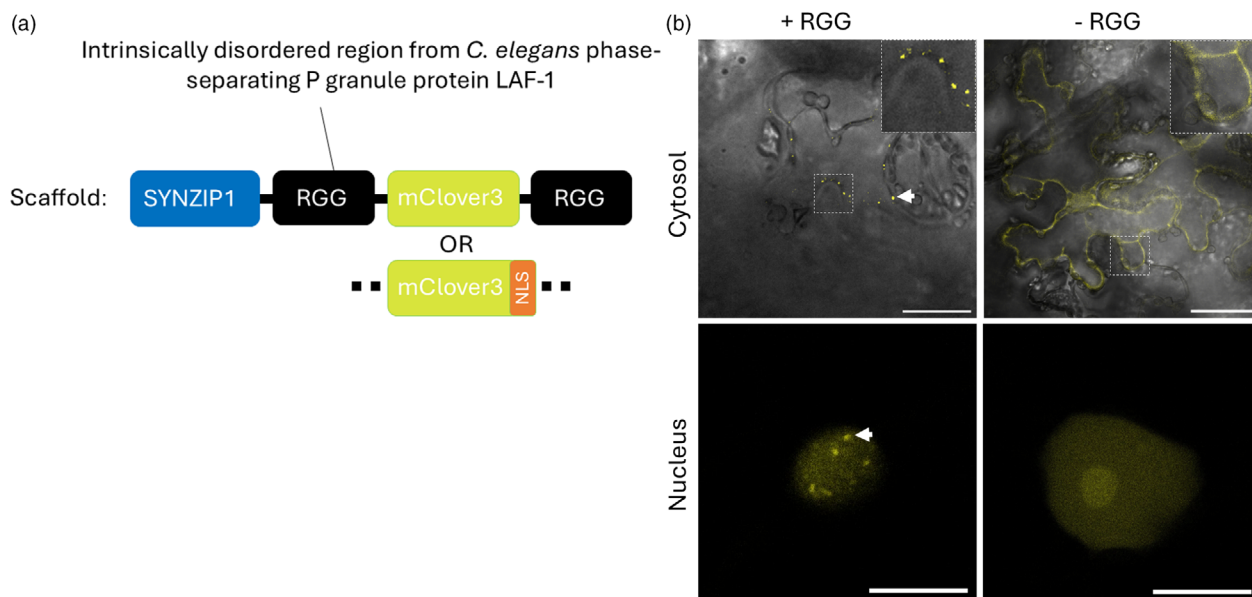 (a)
Intrinsically disordered region from C. elegans phase-
separating P granule protein LAF-1
Scaffold:
SYNZIP1
RGG
mClover3
RGG
OR
mClover3
NLS
(b)
+ RGG
- RGG
Cytosol
Nucleus